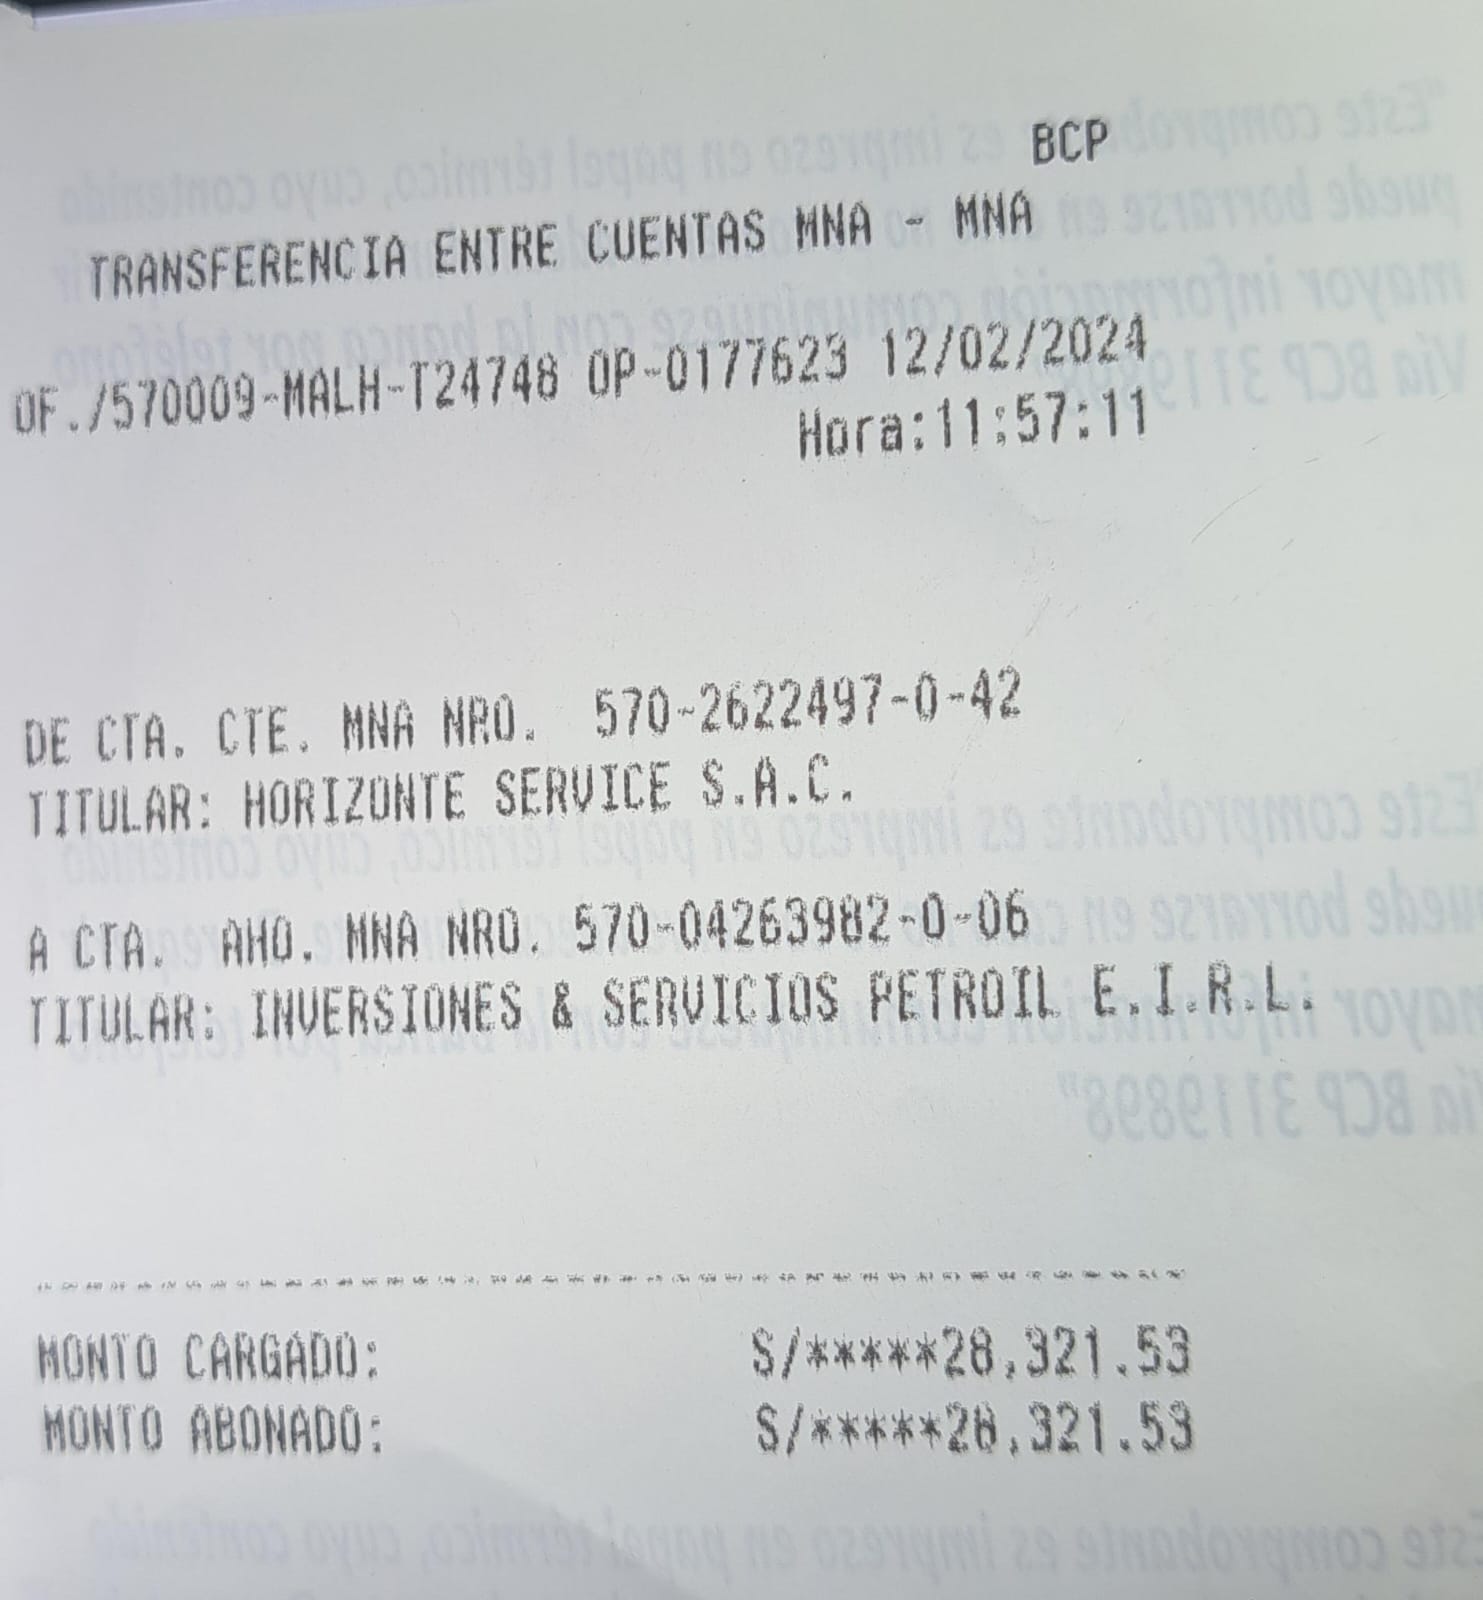 BCP
TRANSFERENCIA ENTRE CUENTAS MNA - MNA
OF./570009-MALH-T24748 OP-0177623 12/02/2024
Hora:11:57:11
DE CTA. CTE. MNA NRO. 570-2622497-0-42
TITULAR: HORIZONTE SERVICE S.A.C.
A CTA. AHO. MNA NRO. 570-04263982-0-06
TITULAR: INVERSIONES & SERVICIOS PETROIL E.I.R.L.
MONTO CARGADO: S/*****28,321.53
MONTO ABONADO: S/*****28,321.53